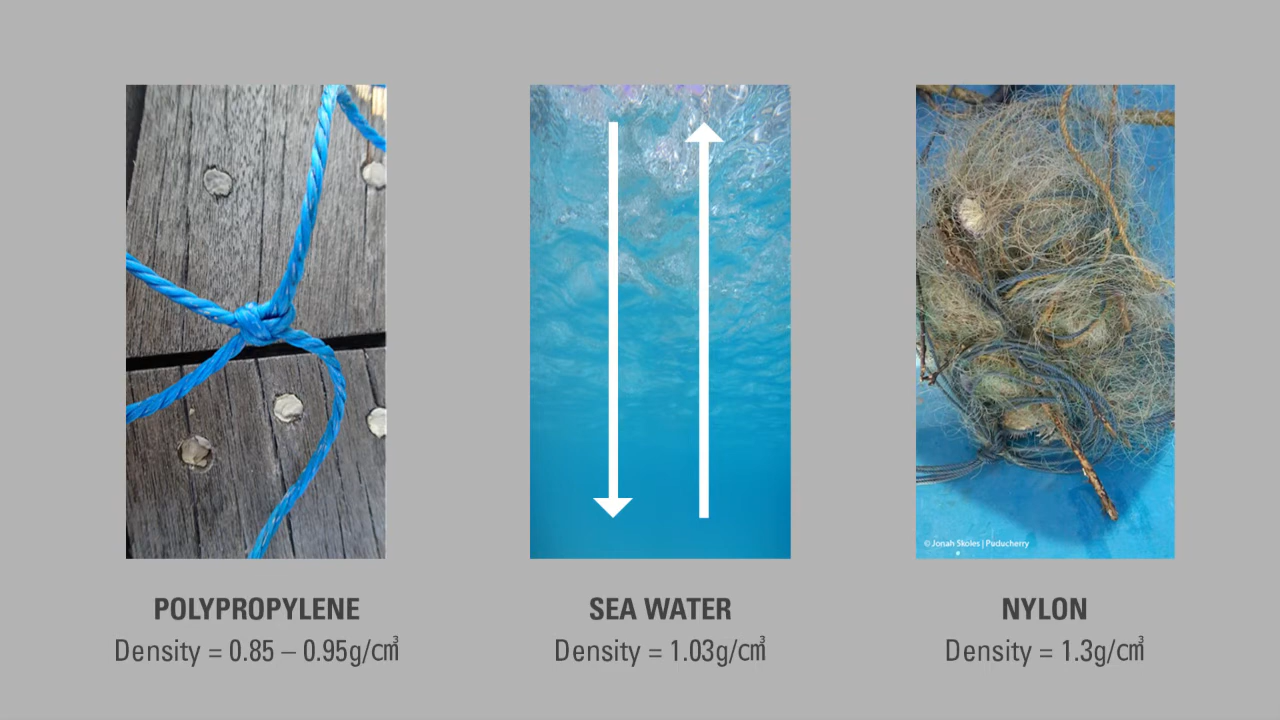 © Jonah Skoles | Puducherry
POLYPROPYLENE
Density = 0.85 – 0.95g/㎤
SEA WATER
Density = 1.03g/㎤
NYLON
Density = 1.3g/㎤